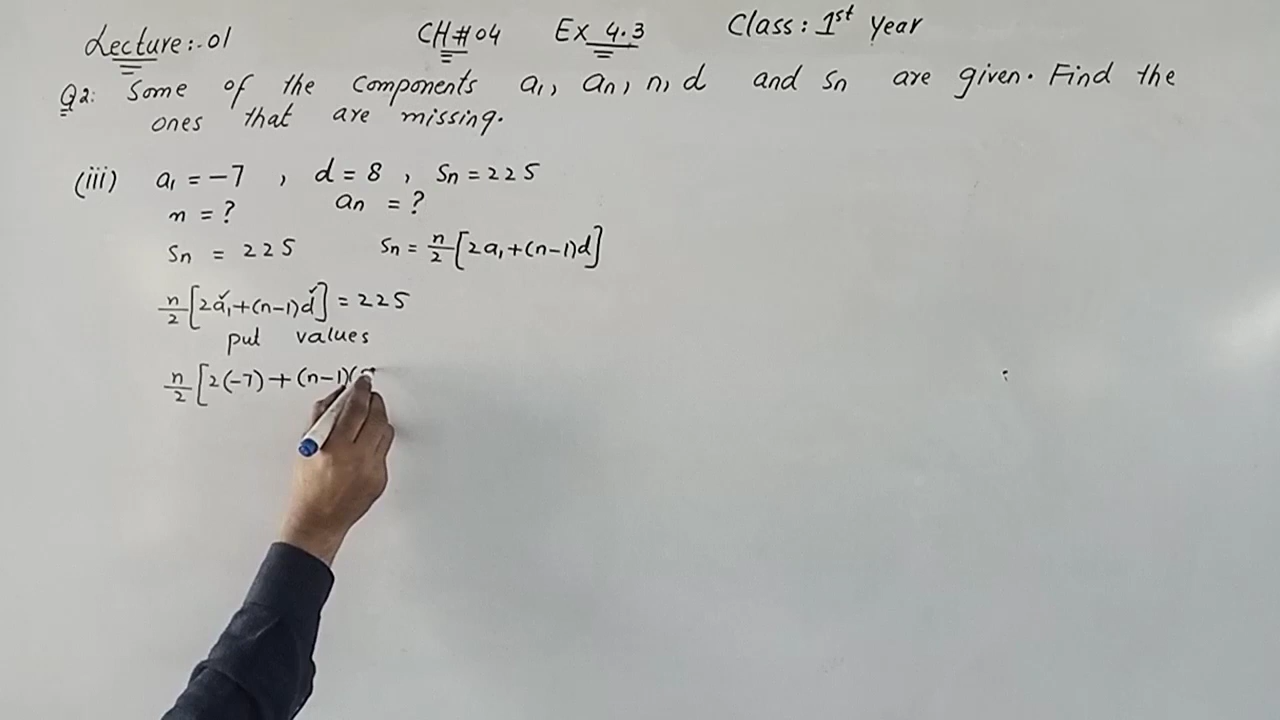 Lecture:-01 CH#04 Ex 4.3 Class: 1st Year
Q2: Some of the components a₁, an, n, d and Sn are given. Find the
ones that are missing.
(iii) a₁ = -7 , d = 8 , Sn = 225
n = ? an = ?
Sn = 225 Sn = n/2 [2a₁+(n-1)d]
n/2 [2a₁+(n-1)d] = 225
put values
n/2 [2(-7)+(n-1)(